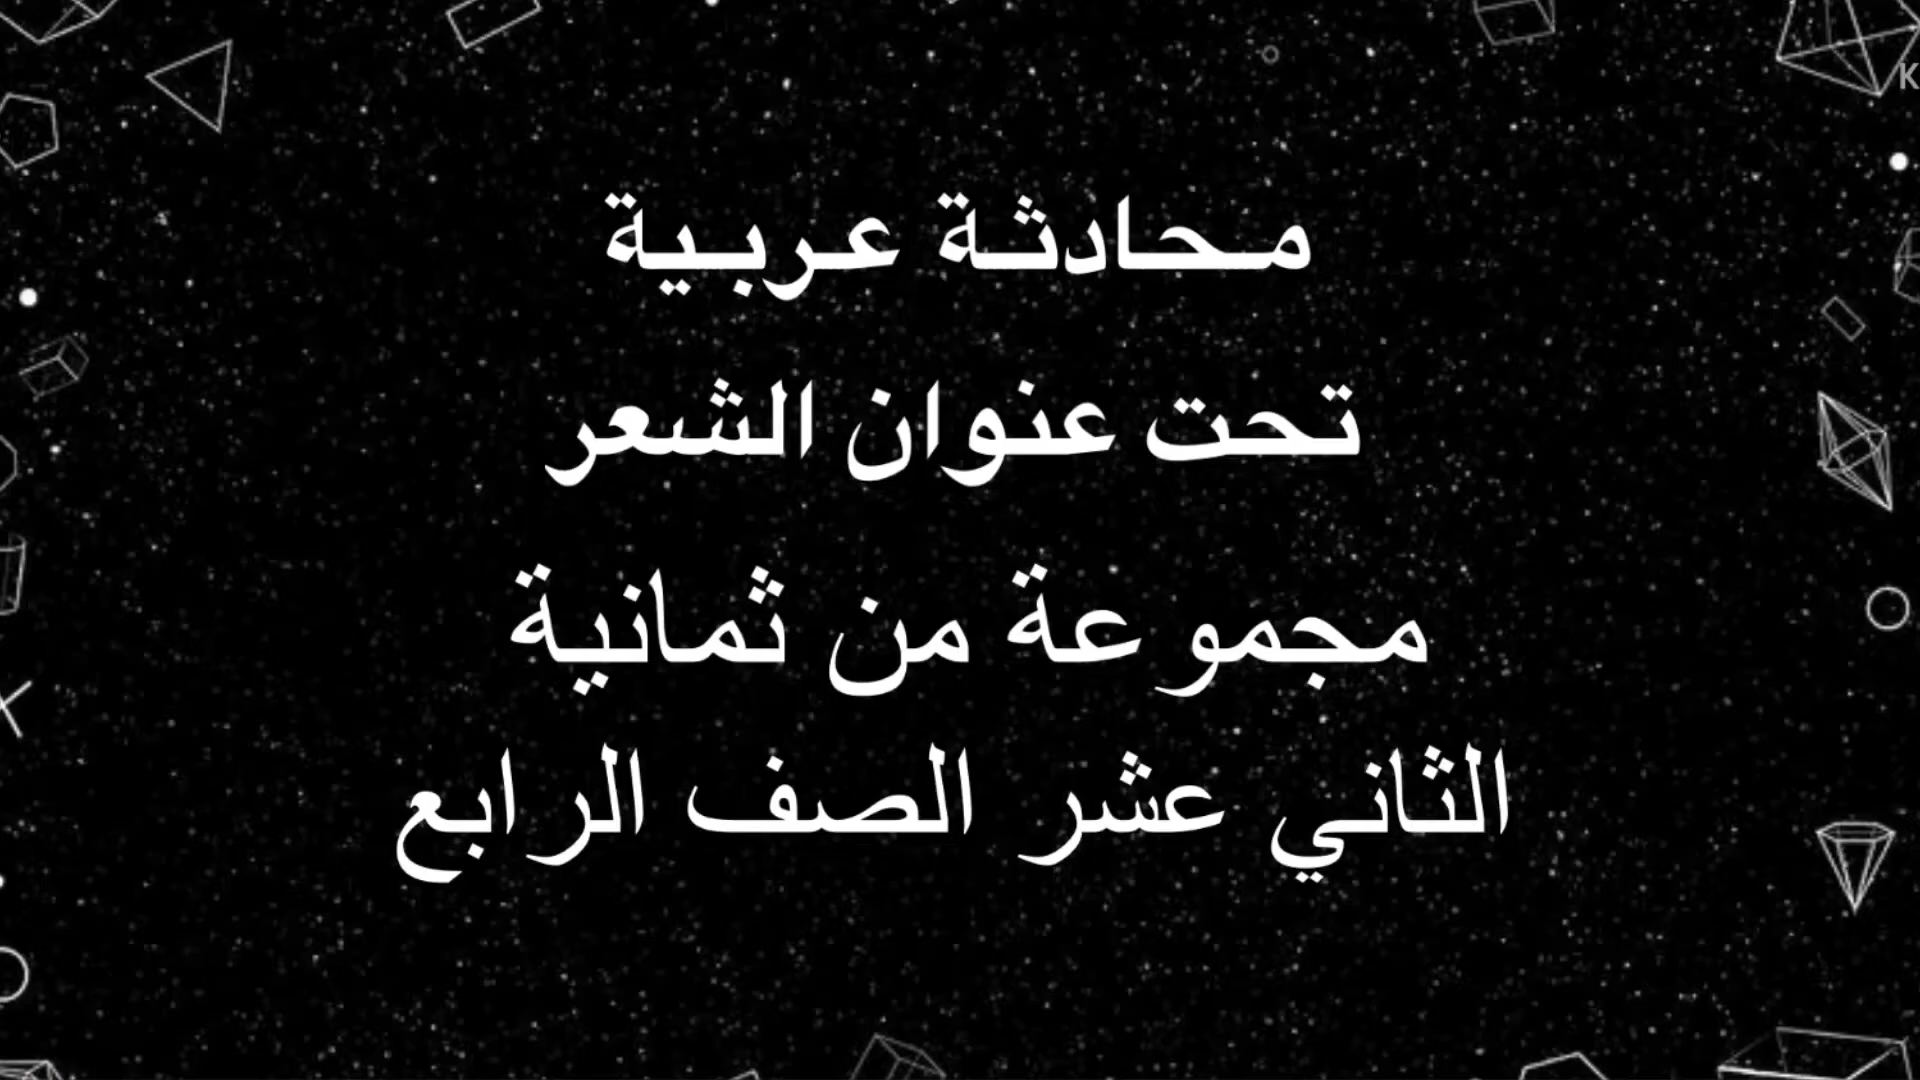 محادثة عربية
تحت عنوان الشعر
مجموعة من ثمانية
الثاني عشر الصف الرابع
K